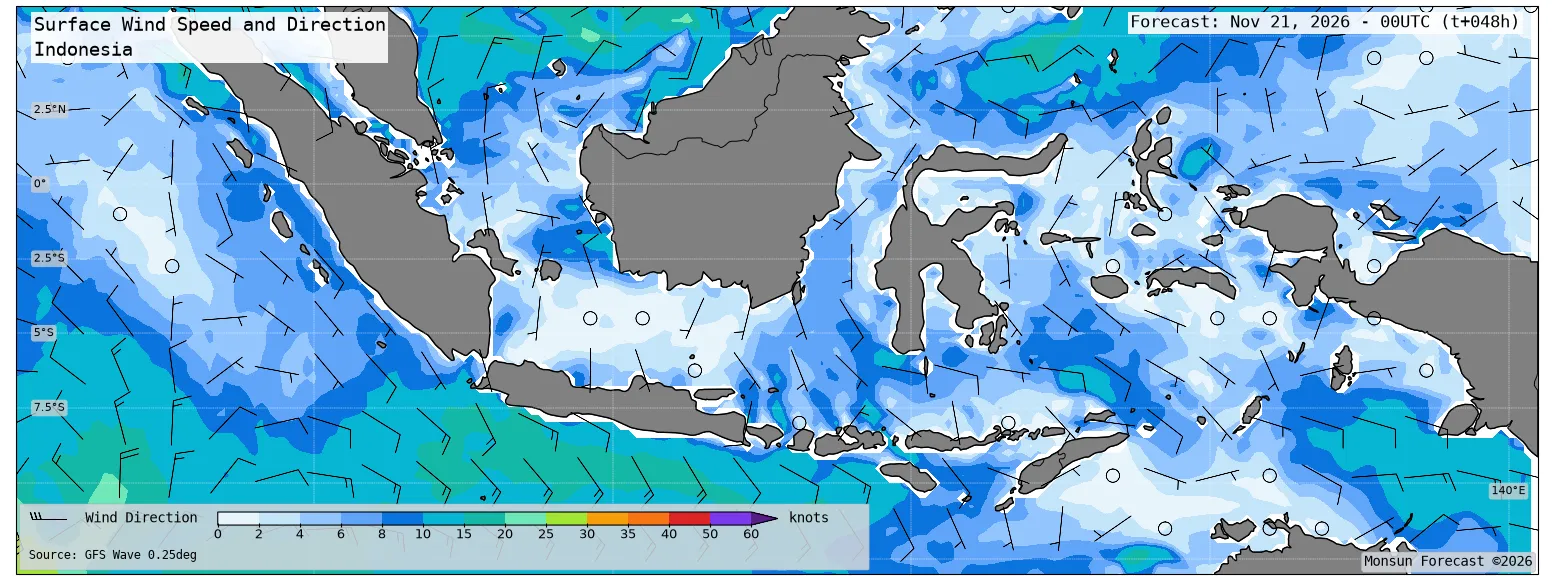 Surface Wind Speed and Direction
Indonesia
Forecast: Nov 21, 2026 - 00UTC (t+048h)
2.5°N
0°
2.5°S
5°S
7.5°S
140°E
Wind Direction
0 2 4 6 8 10 15 20 25 30 35 40 50 60
knots
Source: GFS Wave 0.25deg
Monsun Forecast ©2026